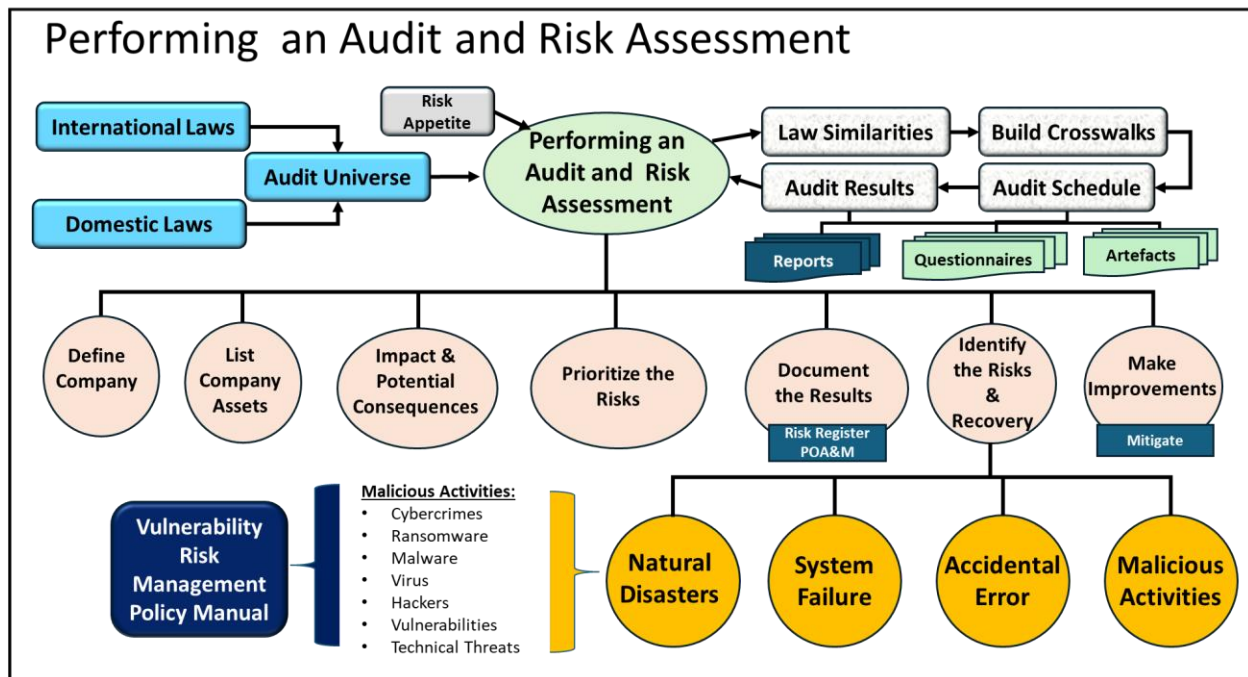 Performing an Audit and Risk Assessment
International Laws
Domestic Laws
Audit Universe
Risk
Appetite
Performing an
Audit and Risk
Assessment
Law Similarities
Build Crosswalks
Audit Results
Audit Schedule
Reports
Questionnaires
Artefacts
Define
Company
List
Company
Assets
Impact &
Potential
Consequences
Prioritize the
Risks
Document
the Results
Risk Register
POA&M
Identify
the Risks
&
Recovery
Make
Improvements
Mitigate
Vulnerability
Risk
Management
Policy Manual
Malicious Activities:
• Cybercrimes
• Ransomware
• Malware
• Virus
• Hackers
• Vulnerabilities
• Technical Threats
Natural
Disasters
System
Failure
Accidental
Error
Malicious
Activities